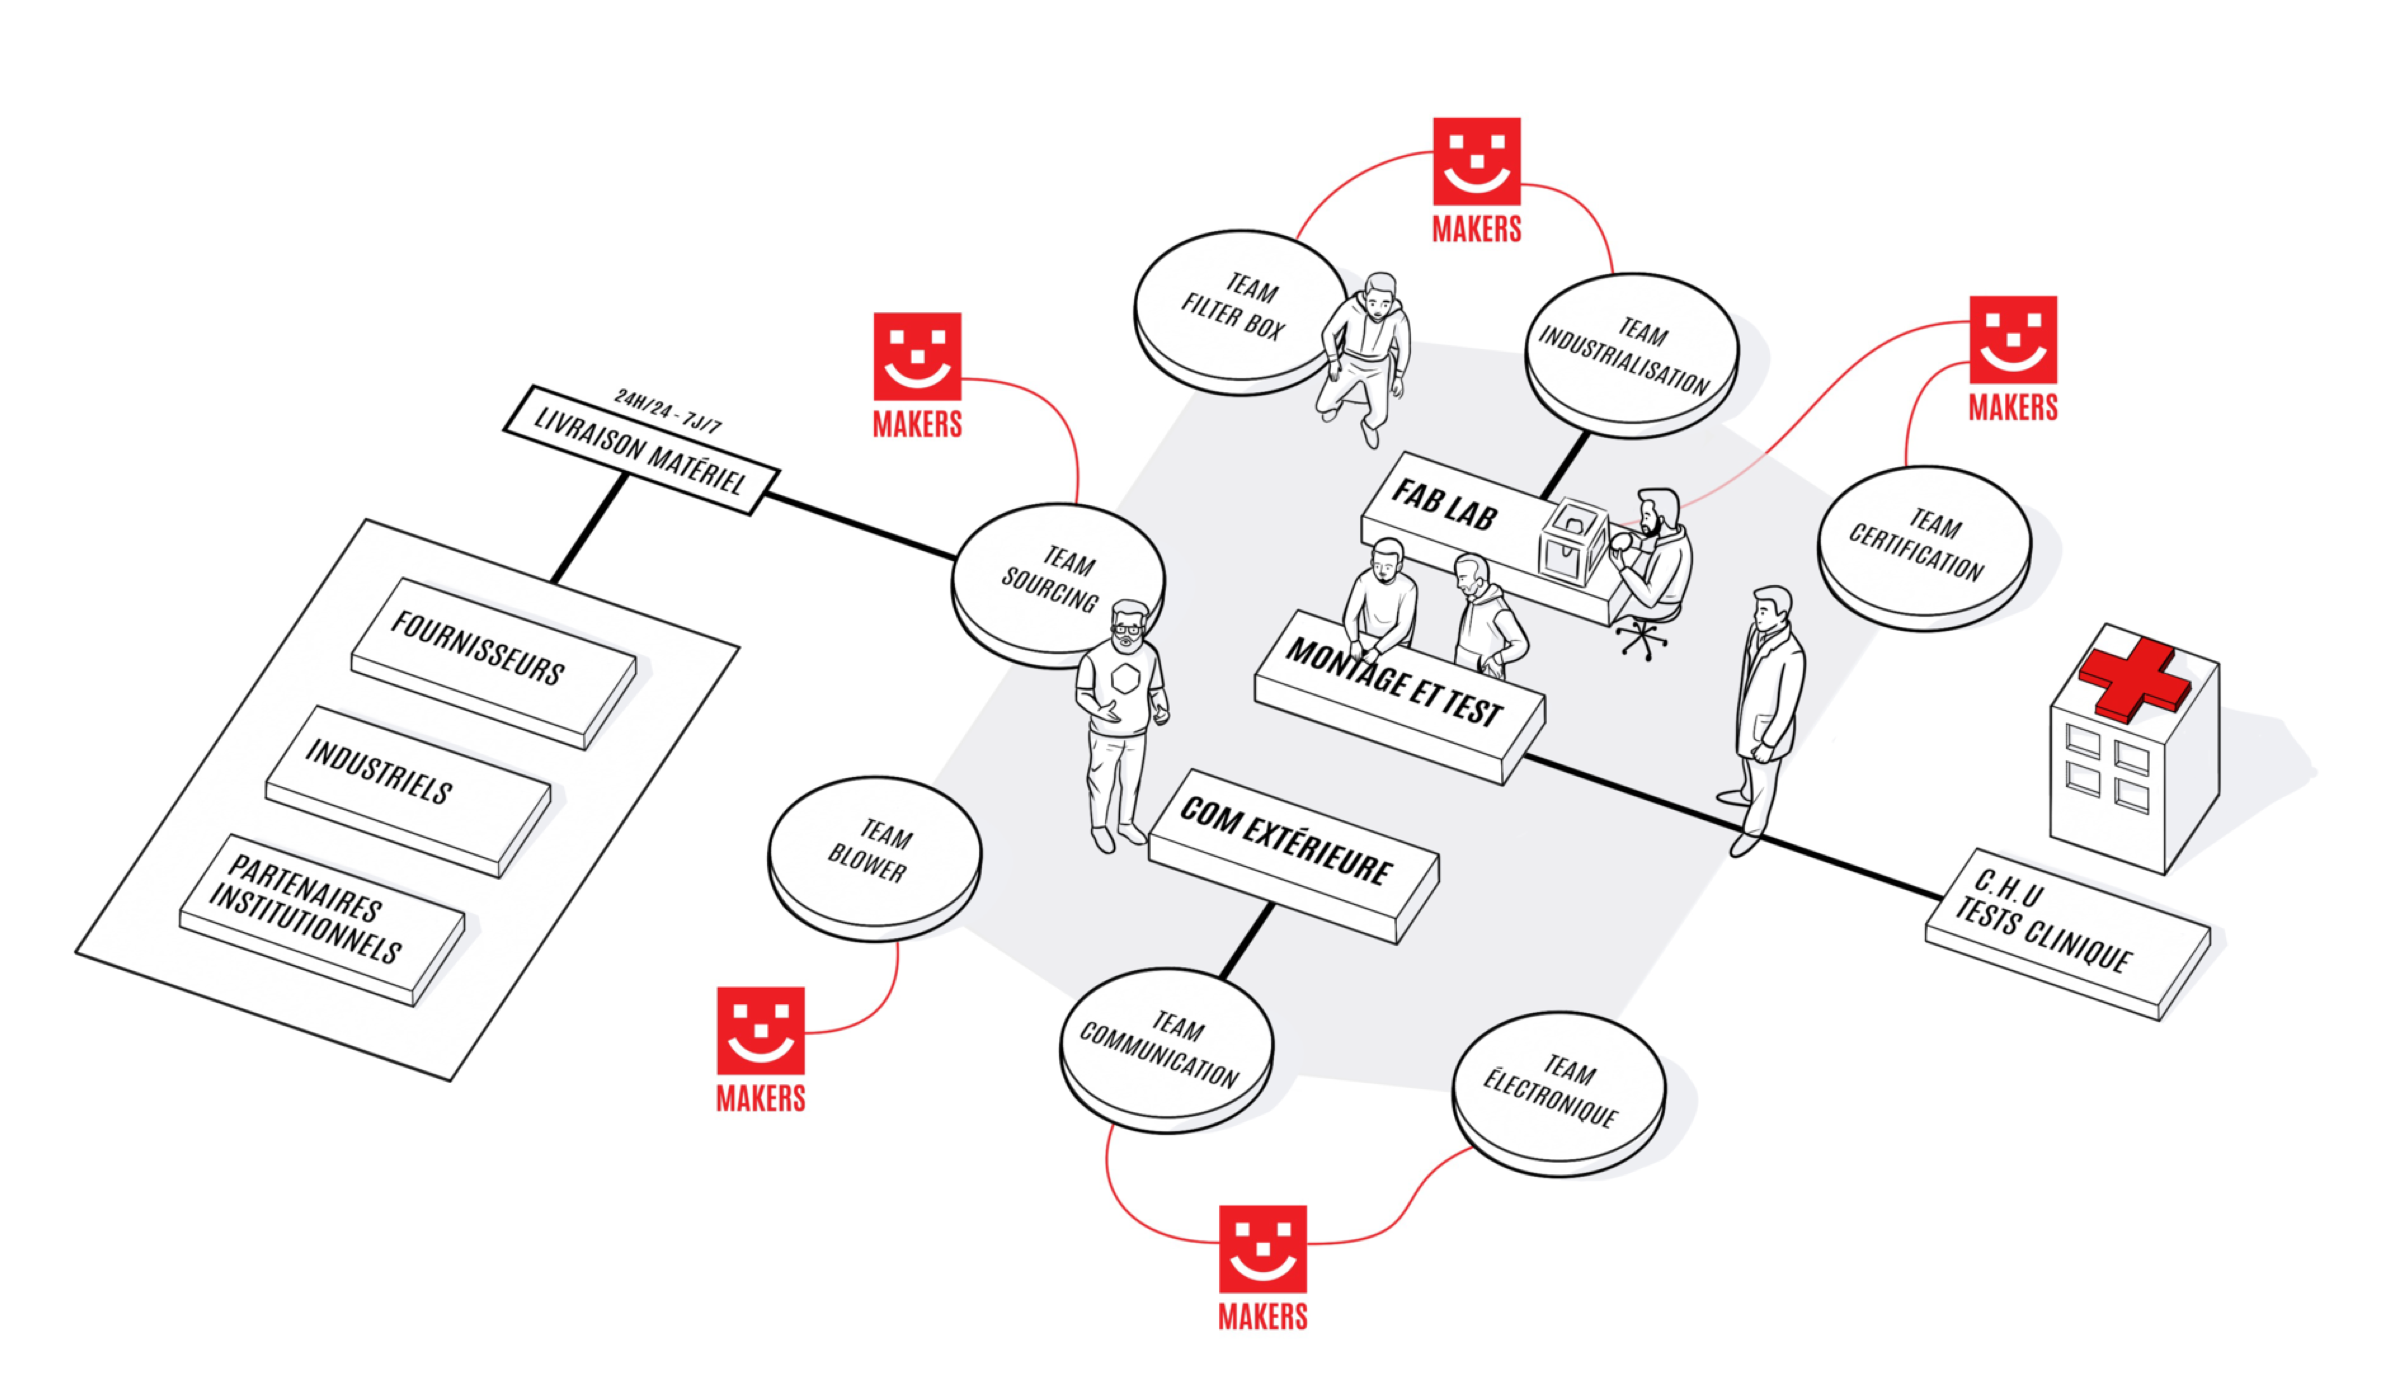 MAKERS
TEAM
FILTER BOX
TEAM
INDUSTRIALISATION
MAKERS
MAKERS
24H/24 - 7J/7
LIVRAISON MATÉRIEL
FAB LAB
TEAM
CERTIFICATION
TEAM
SOURCING
FOURNISSEURS
MONTAGE ET TEST
INDUSTRIELS
COM EXTÉRIEURE
TEAM
BLOWER
PARTENAIRES
INSTITUTIONNELS
C.H.U
TESTS CLINIQUE
TEAM
COMMUNICATION
TEAM
ÉLECTRONIQUE
MAKERS
MAKERS